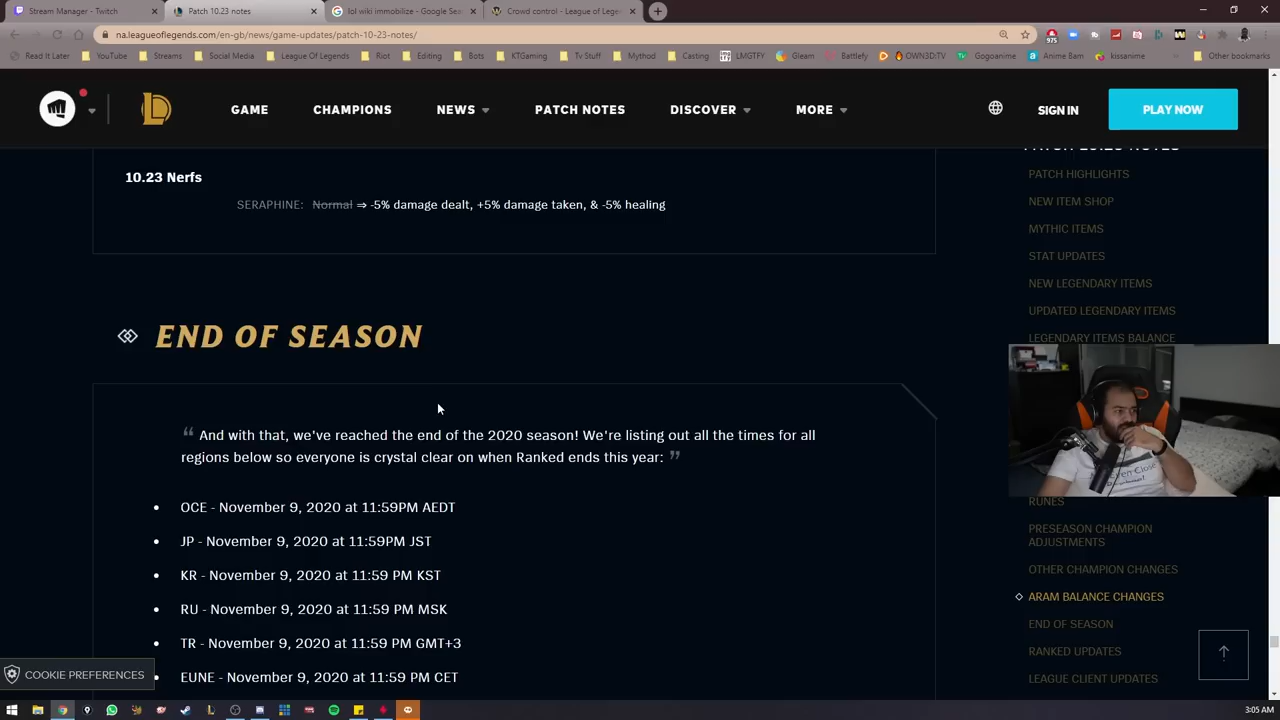 Stream Manager - Twitch
Patch 10.23 notes
lol wiki immobilize - Google Sea
Crowd control - League of Lege
na.leagueoflegends.com/en-gb/news/game-updates/patch-10-23-notes/
975
Read It Later
YouTube
Streams
Social Media
League Of Legends
Riot
Editing
Bots
KTGaming
Tv Stuff
Mythod
Casting
LMGTFY
Gleam
Battlefy
OWN3D.TV
Gogoanime
Anime Bam
kissanime
Other bookmarks
GAME
CHAMPIONS
NEWS
PATCH NOTES
DISCOVER
MORE
SIGN IN
PLAY NOW
10.23 Nerfs
SERAPHINE: Normal ⇒ -5% damage dealt, +5% damage taken, & -5% healing
END OF SEASON
“ And with that, we've reached the end of the 2020 season! We're listing out all the times for all
regions below so everyone is crystal clear on when Ranked ends this year: ”
• OCE - November 9, 2020 at 11:59PM AEDT
• JP - November 9, 2020 at 11:59PM JST
• KR - November 9, 2020 at 11:59 PM KST
• RU - November 9, 2020 at 11:59 PM MSK
• TR - November 9, 2020 at 11:59 PM GMT+3
• EUNE - November 9, 2020 at 11:59 PM CET
COOKIE PREFERENCES
PATCH 10.23 NOTES
PATCH HIGHLIGHTS
NEW ITEM SHOP
MYTHIC ITEMS
STAT UPDATES
NEW LEGENDARY ITEMS
UPDATED LEGENDARY ITEMS
LEGENDARY ITEMS BALANCE
RUNES
PRESEASON CHAMPION
ADJUSTMENTS
OTHER CHAMPION CHANGES
ARAM BALANCE CHANGES
END OF SEASON
RANKED UPDATES
LEAGUE CLIENT UPDATES
3:05 AM